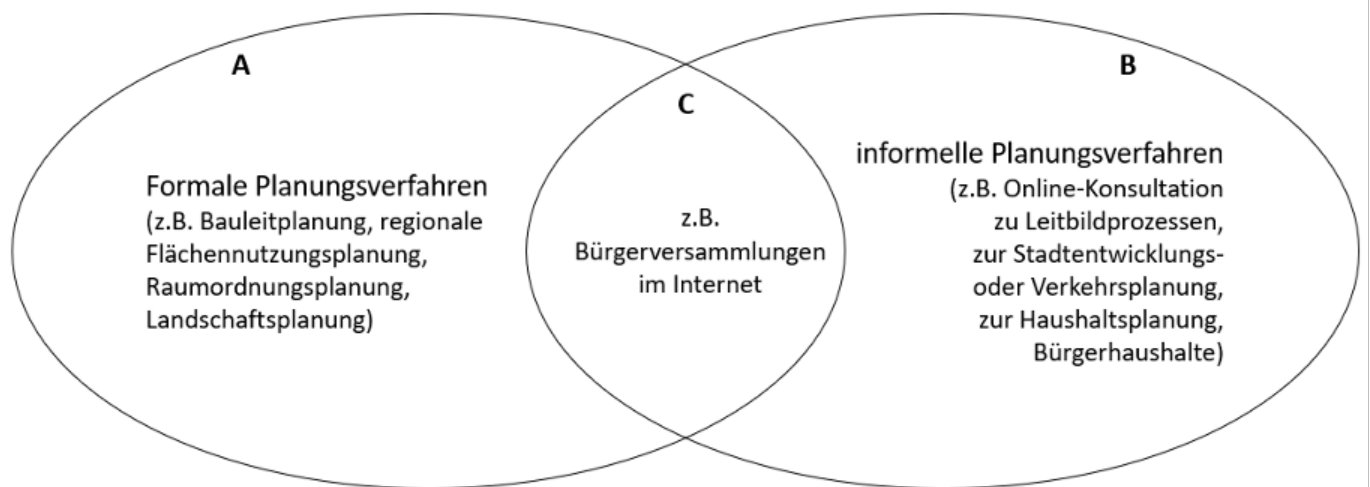 A
B
C
Formale Planungsverfahren
(z.B. Bauleitplanung, regionale
Flächennutzungsplanung,
Raumordnungsplanung,
Landschaftsplanung)
z.B.
Bürgerversammlungen
im Internet
informelle Planungsverfahren
(z.B. Online-Konsultation
zu Leitbildprozessen,
zur Stadtentwicklungs-
oder Verkehrsplanung,
zur Haushaltsplanung,
Bürgerhaushalte)